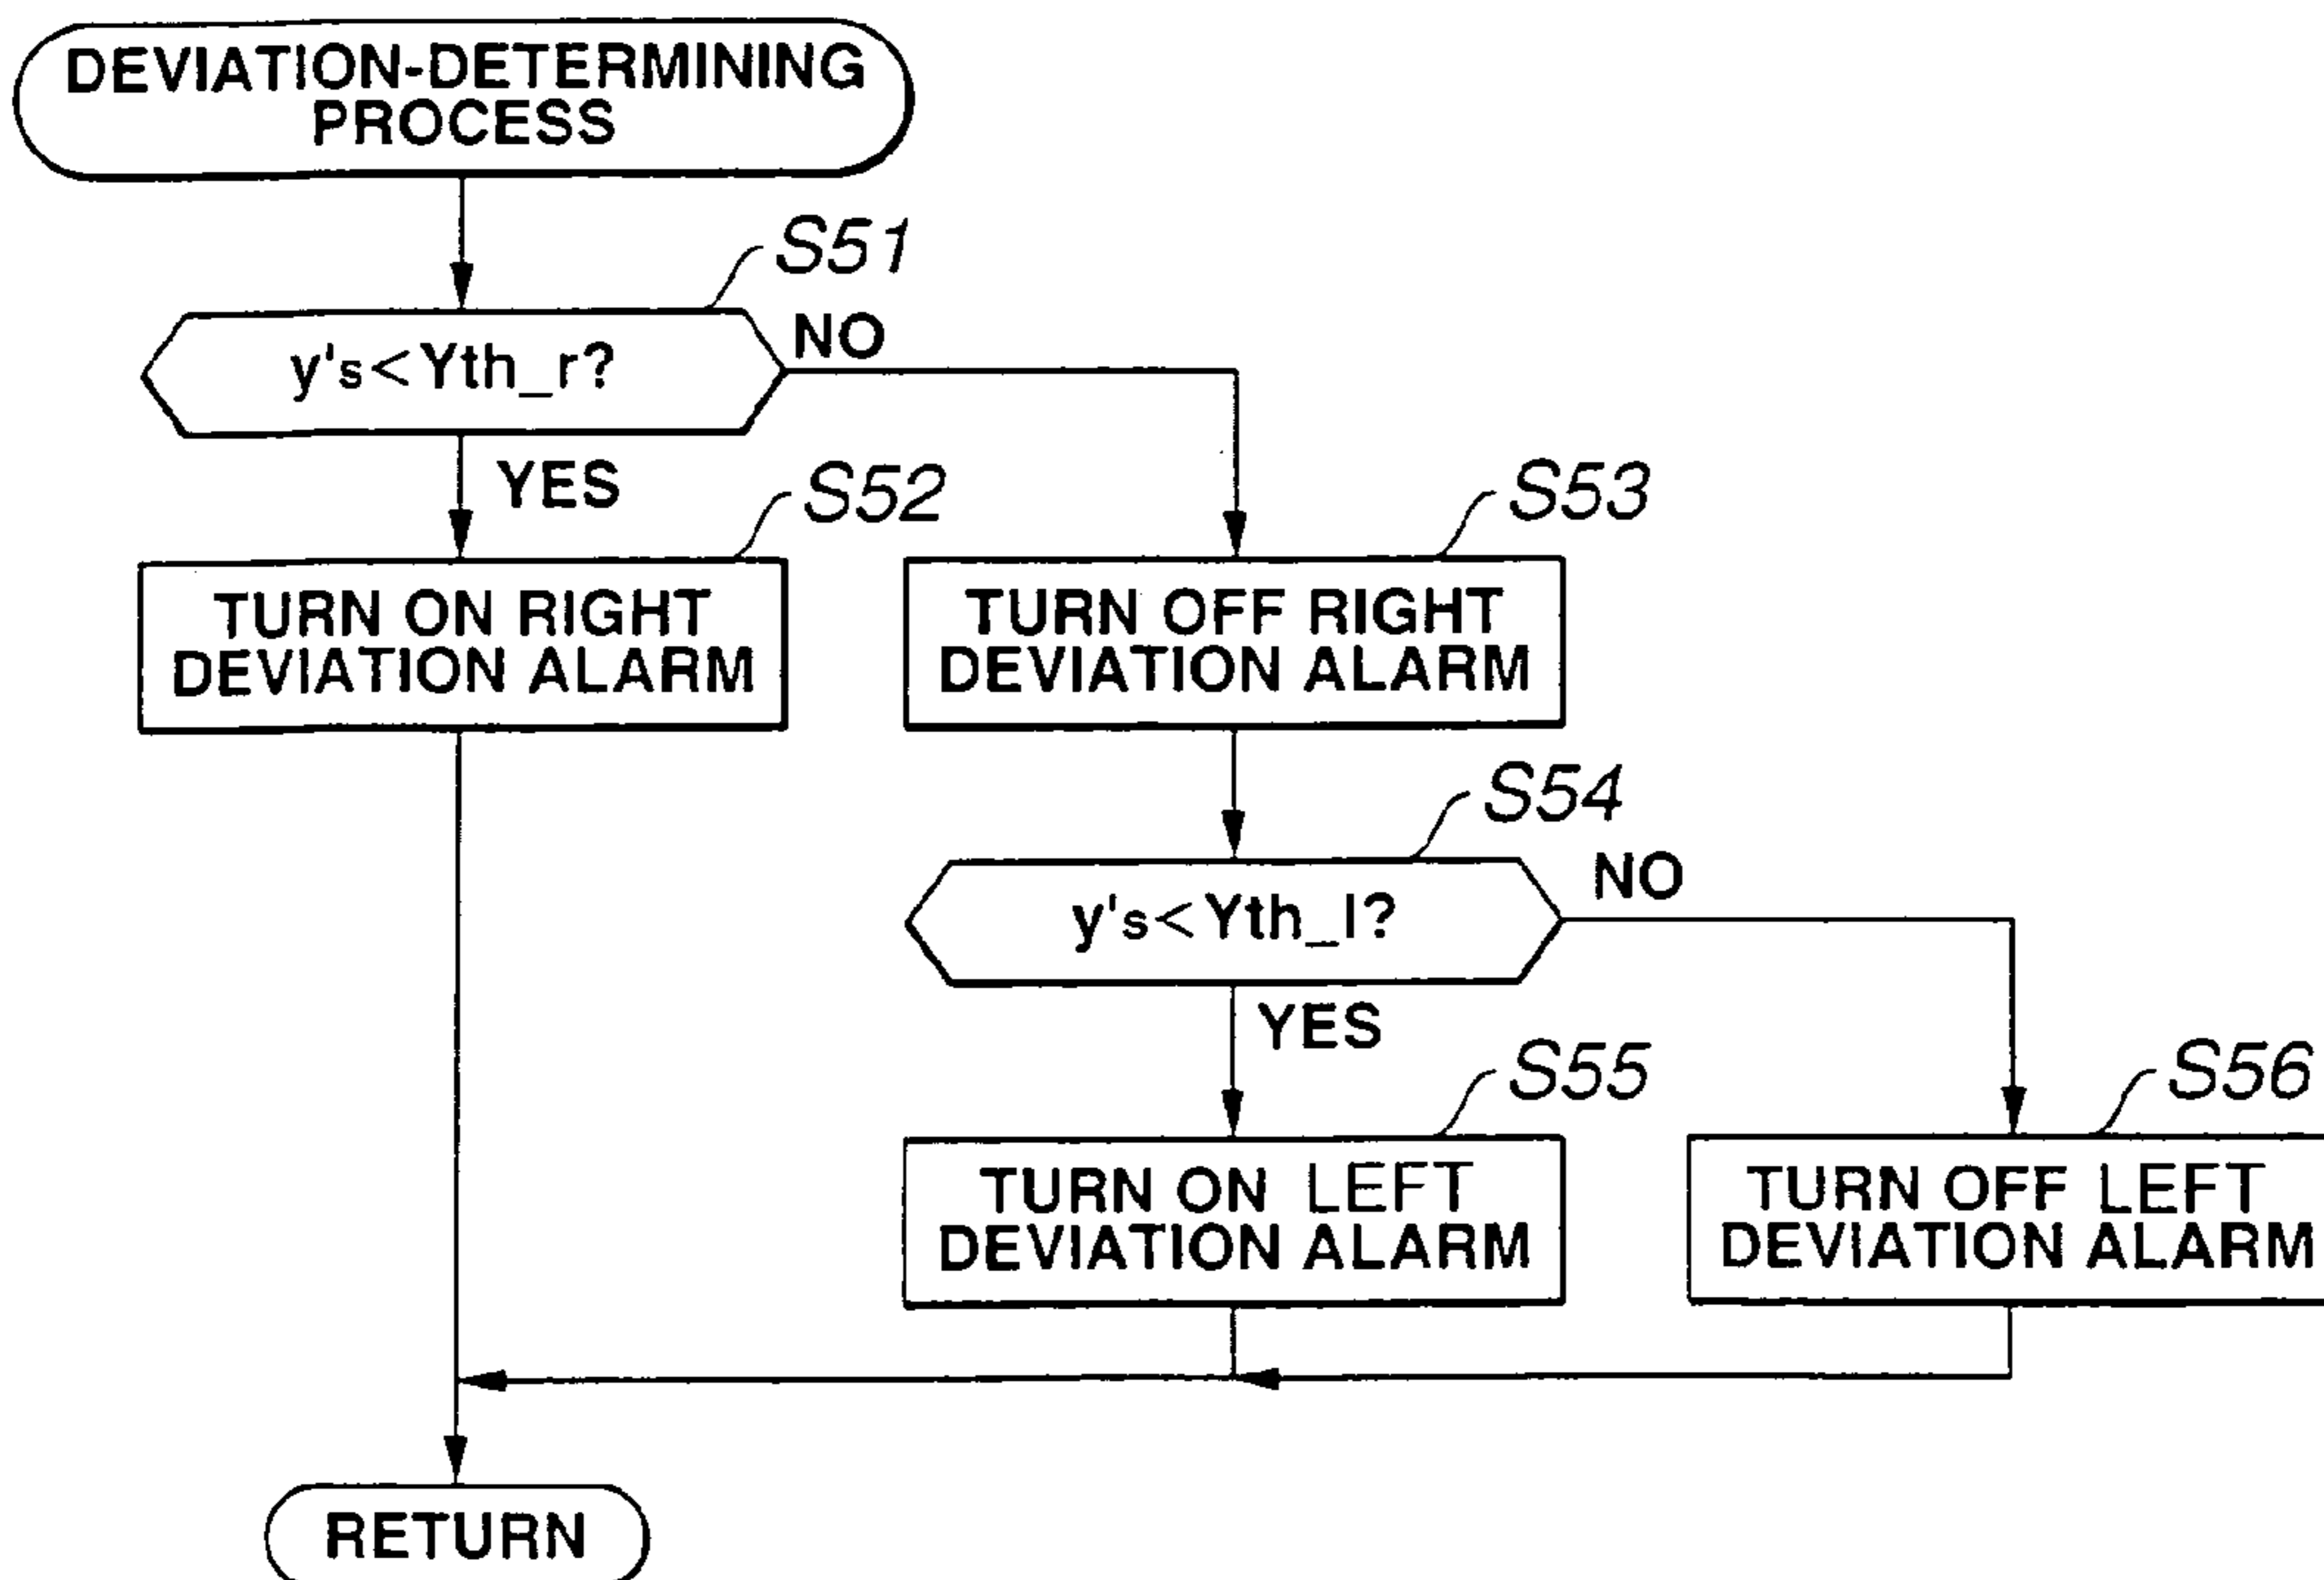 DEVIATION-DETERMINING
PROCESS
S51
y's<Yth_r?
NO
YES
S52
S53
TURN ON RIGHT
DEVIATION ALARM
TURN OFF RIGHT
DEVIATION ALARM
S54
y's<Yth_l?
NO
YES
S55
S56
TURN ON LEFT
DEVIATION ALARM
TURN OFF LEFT
DEVIATION ALARM
RETURN